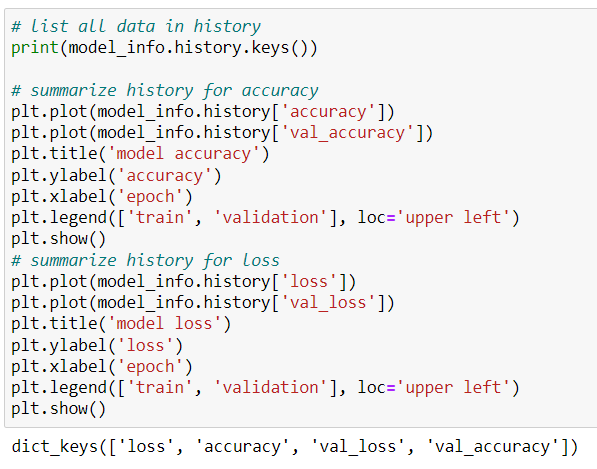 # list all data in history
print(model_info.history.keys())
# summarize history for accuracy
plt.plot(model_info.history['accuracy'])
plt.plot(model_info.history['val_accuracy'])
plt.title('model accuracy')
plt.ylabel('accuracy')
plt.xlabel('epoch')
plt.legend(['train', 'validation'], loc='upper left')
plt.show()
# summarize history for loss
plt.plot(model_info.history['loss'])
plt.plot(model_info.history['val_loss'])
plt.title('model loss')
plt.ylabel('loss')
plt.xlabel('epoch')
plt.legend(['train', 'validation'], loc='upper left')
plt.show()
dict_keys(['loss', 'accuracy', 'val_loss', 'val_accuracy'])